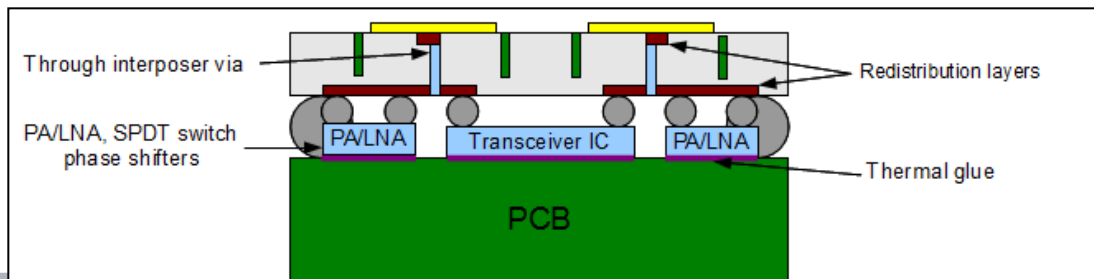 Through interposer via
Redistribution layers
PA/LNA, SPDT switch
phase shifters
PA/LNA
Transceiver IC
PA/LNA
Thermal glue
PCB